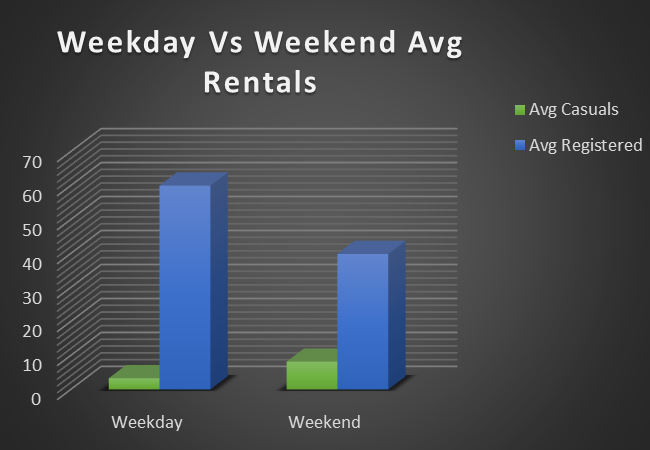 Weekday Vs Weekend Avg
Rentals
Avg Casuals
Avg Registered
70
60
50
40
30
20
10
0
Weekday
Weekend